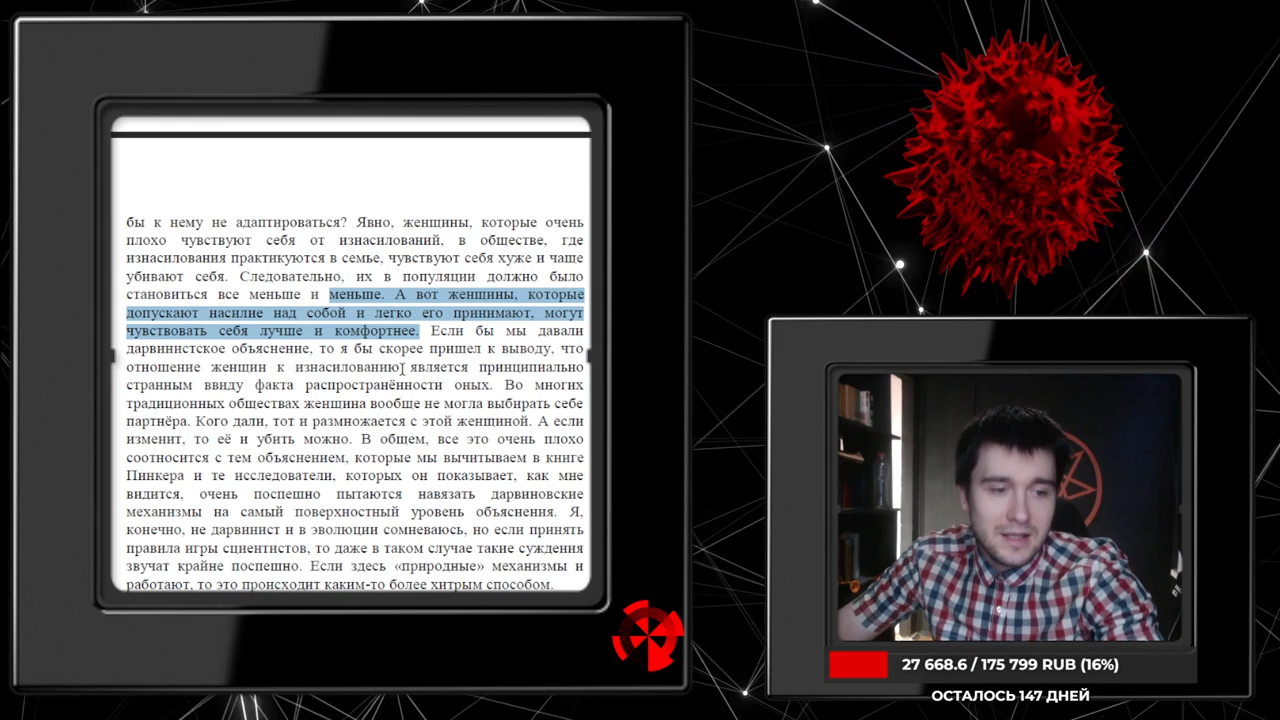 бы к нему не адаптироваться? Явно, женщины, которые очень
плохо чувствуют себя от изнасилований, в обществе, где
изнасилования практикуются в семье, чувствуют себя хуже и чаще
убивают себя. Следовательно, их в популяции должно было
становиться все меньше и меньше. А вот женщины, которые
допускают насилие над собой и легко его принимают, могут
чувствовать себя лучше и комфортнее. Если бы мы давали
дарвинистское объяснение, то я бы скорее пришел к выводу, что
отношение женщин к изнасилованию является принципиально
странным ввиду факта распространённости оных. Во многих
традиционных обществах женщина вообще не могла выбирать себе
партнёра. Кого дали, тот и размножается с этой женщиной. А если
изменит, то её и убить можно. В общем, все это очень плохо
соотносится с тем объяснением, которые мы вычитываем в книге
Пинкера и те исследователи, которых он показывает, как мне
видится, очень поспешно пытаются навязать дарвиновские
механизмы на самый поверхностный уровень объяснения. Я,
конечно, не дарвинист и в эволюции сомневаюсь, но если принять
правила игры сциентистов, то даже в таком случае такие суждения
звучат крайне поспешно. Если здесь «природные» механизмы и
работают, то это происходит каким-то более хитрым способом.
27 668.6 / 175 799 RUB (16%)
ОСТАЛОСЬ 147 ДНЕЙ